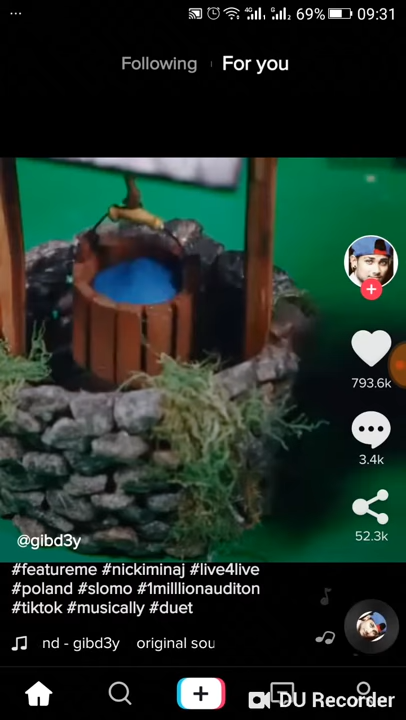 69% 09:31
Following For you
793.6k
3.4k
52.3k
@gibd3y
#featureme #nickiminaj #live4live
#poland #slomo #1milllionauditon
#tiktok #musically #duet
nd - gibd3y original sou
DU Recorder